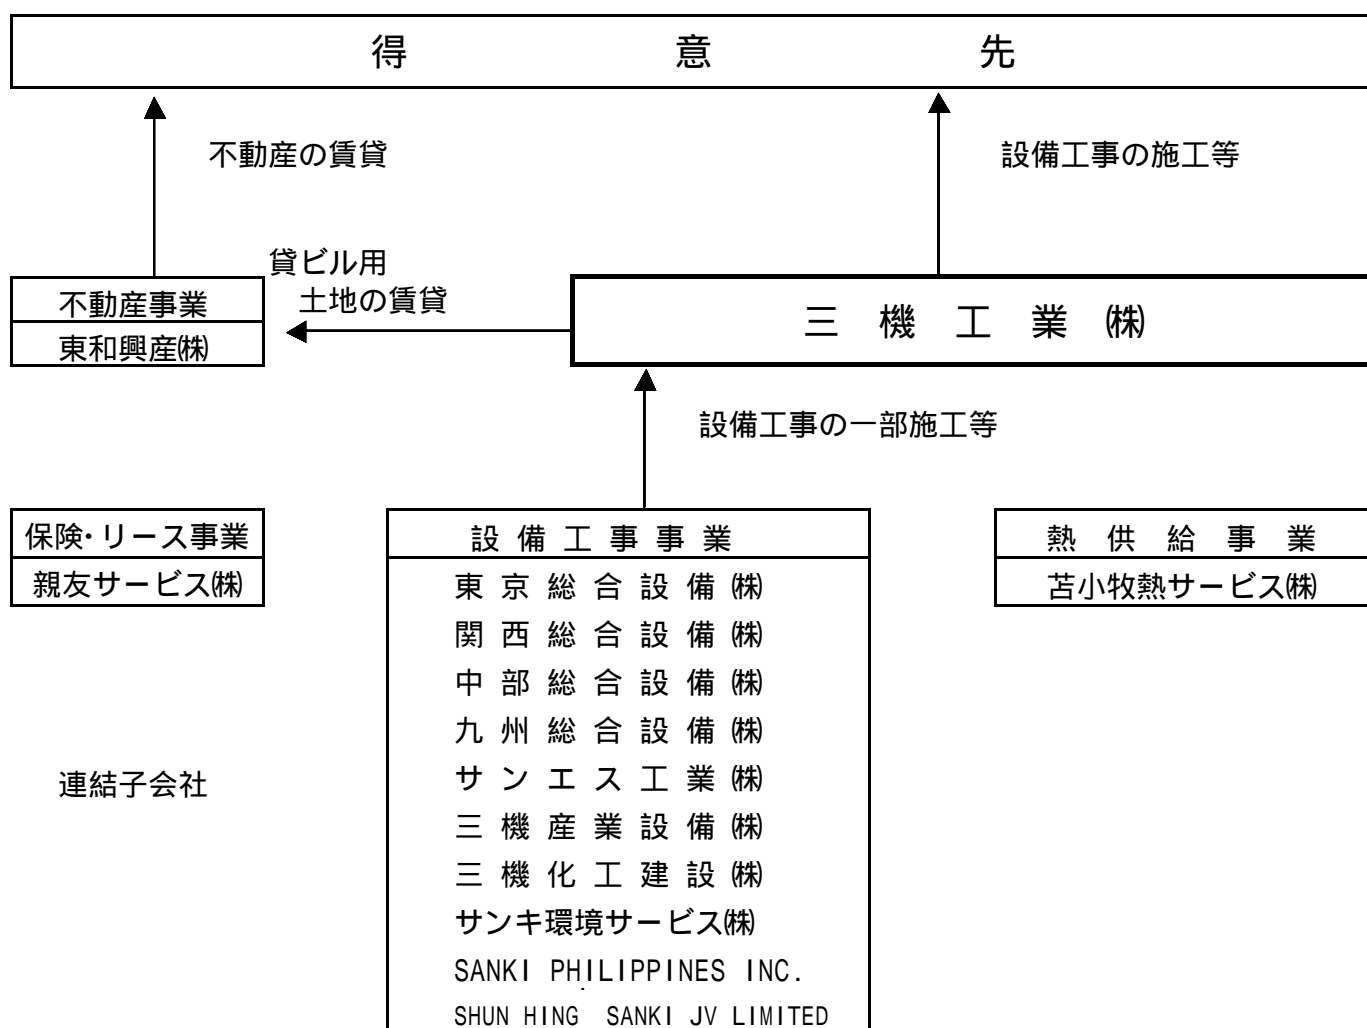 得意先
不動産の賃貸
設備工事の施工等
貸ビル用
土地の賃貸
不動産事業
東和興産㈱
三機工業㈱
設備工事の一部施工等
保険・リース事業
親友サービス㈱
設備工事事業
東京総合設備㈱
関西総合設備㈱
中部総合設備㈱
九州総合設備㈱
サンエス工業㈱
三機産業設備㈱
三機化工建設㈱
サンキ環境サービス㈱
SANKI PHILIPPINES INC.
SHUN HING SANKI JV LIMITED
熱供給事業
苫小牧熱サービス㈱
連結子会社